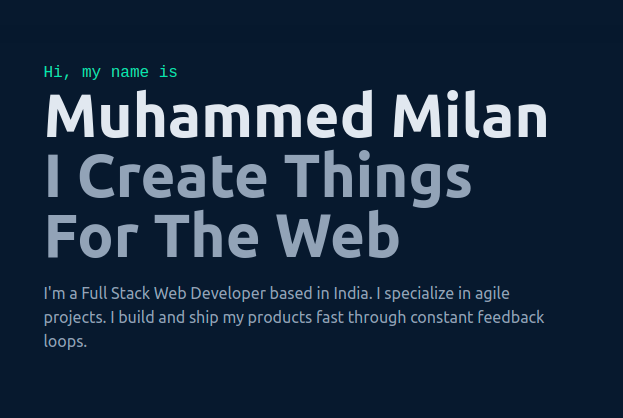 Hi, my name is
Muhammed Milan
I Create Things
For The Web
I'm a Full Stack Web Developer based in India. I specialize in agile
projects. I build and ship my products fast through constant feedback
loops.